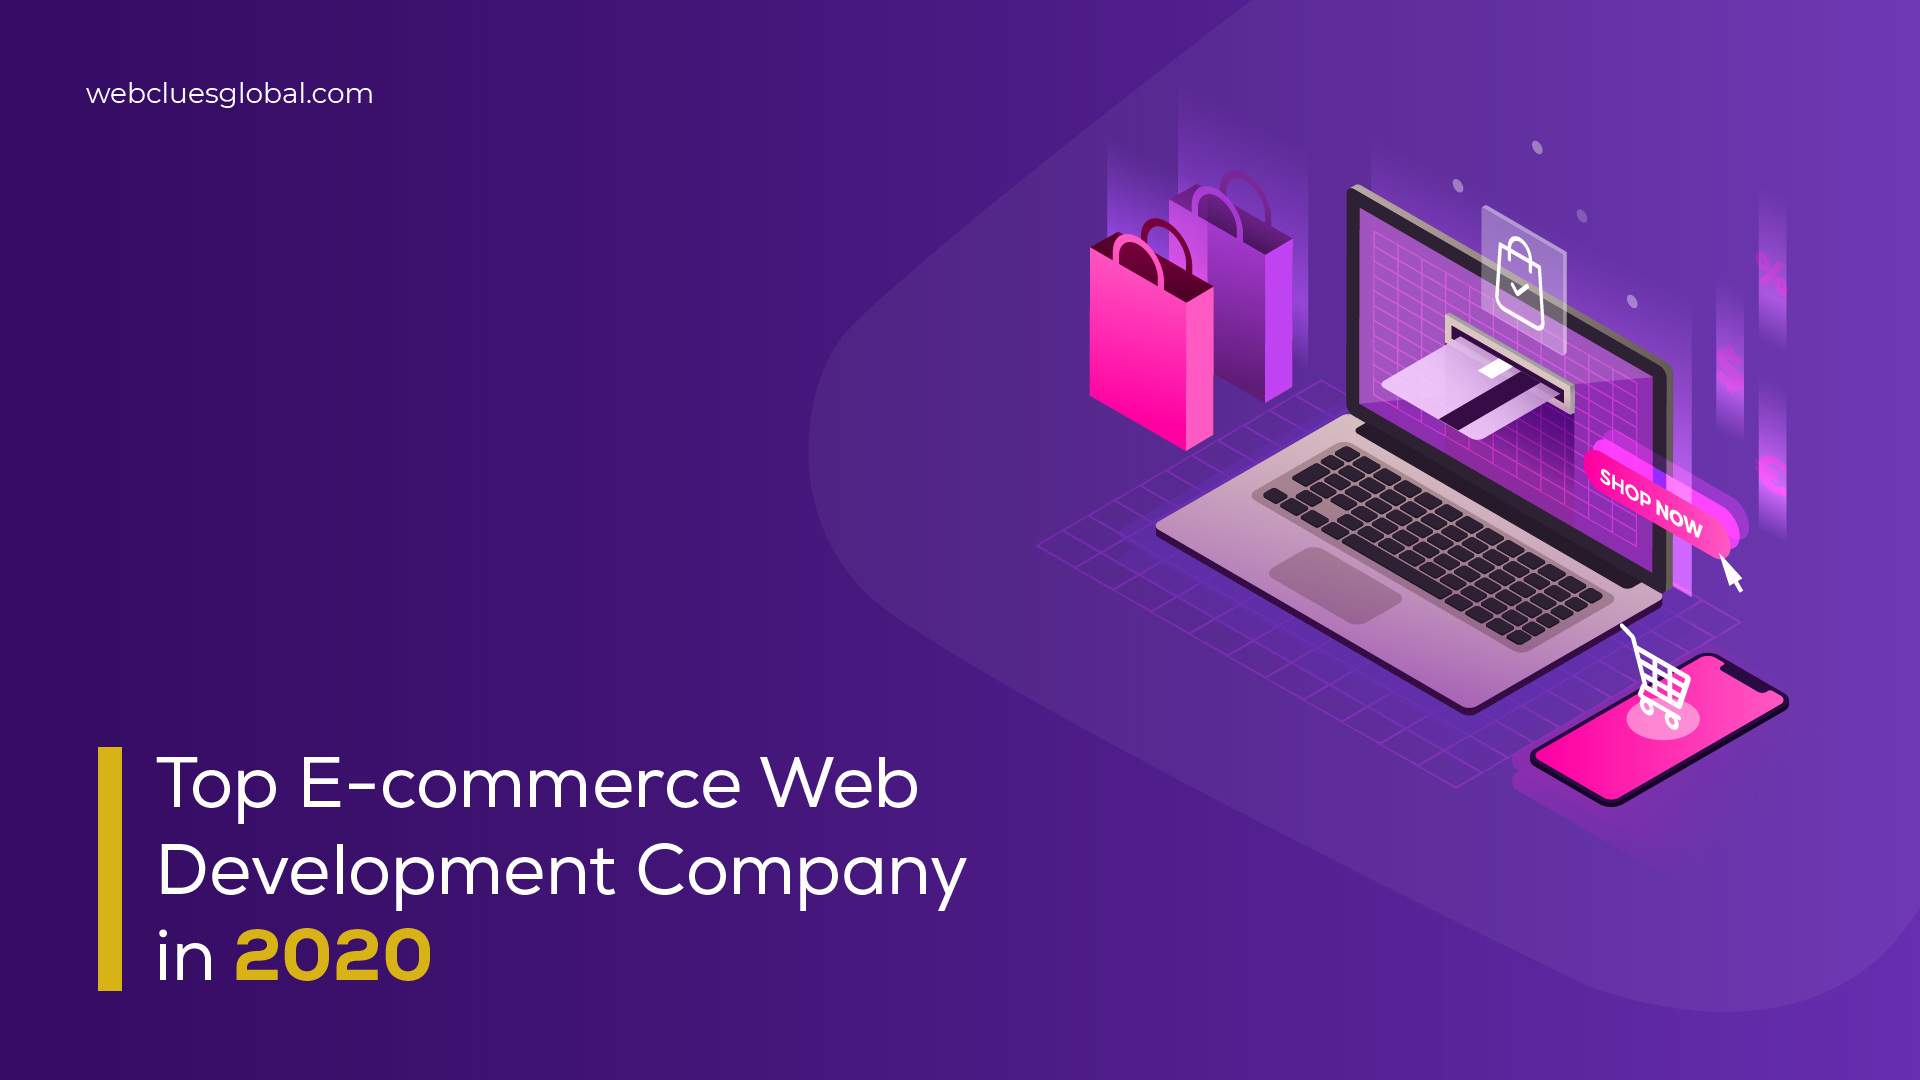 webcluesglobal.com
%
$
€
SHOP NOW
Top E-commerce Web
Development Company
in 2020